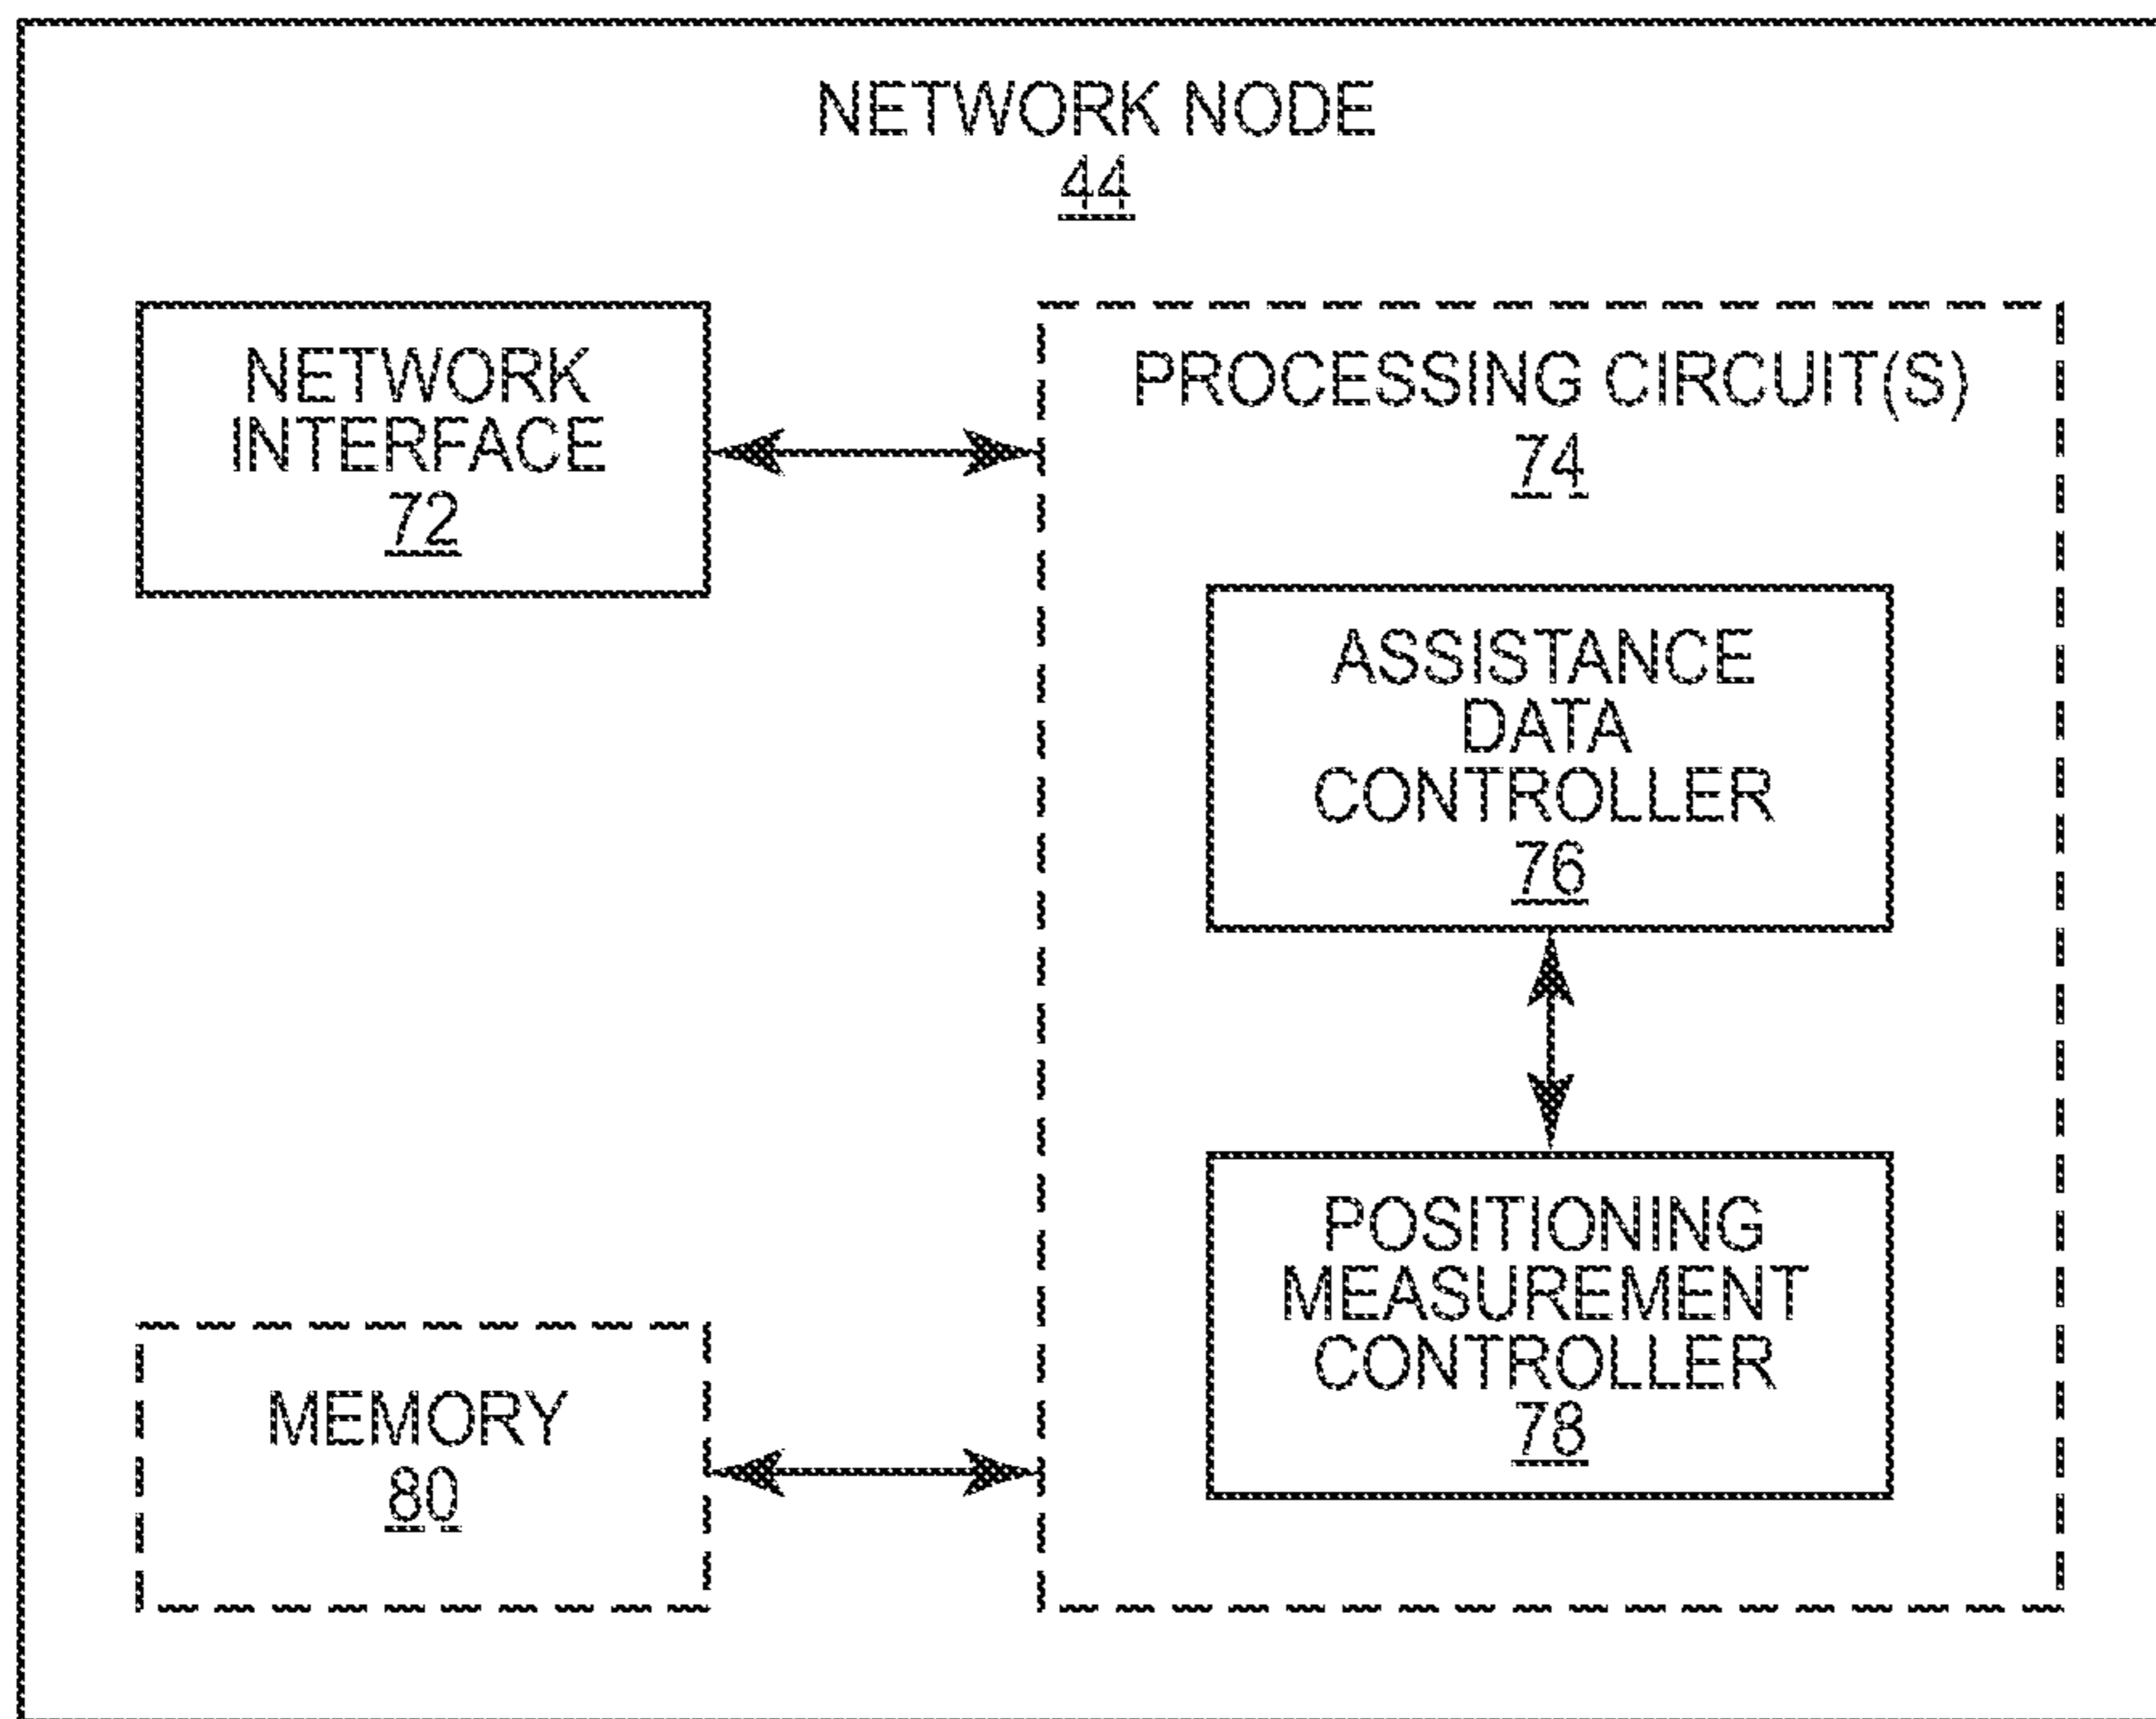 NETWORK NODE
44
NETWORK
INTERFACE
72
PROCESSING CIRCUIT(S)
74
ASSISTANCE
DATA
CONTROLLER
76
POSITIONING
MEASUREMENT
CONTROLLER
78
MEMORY
80